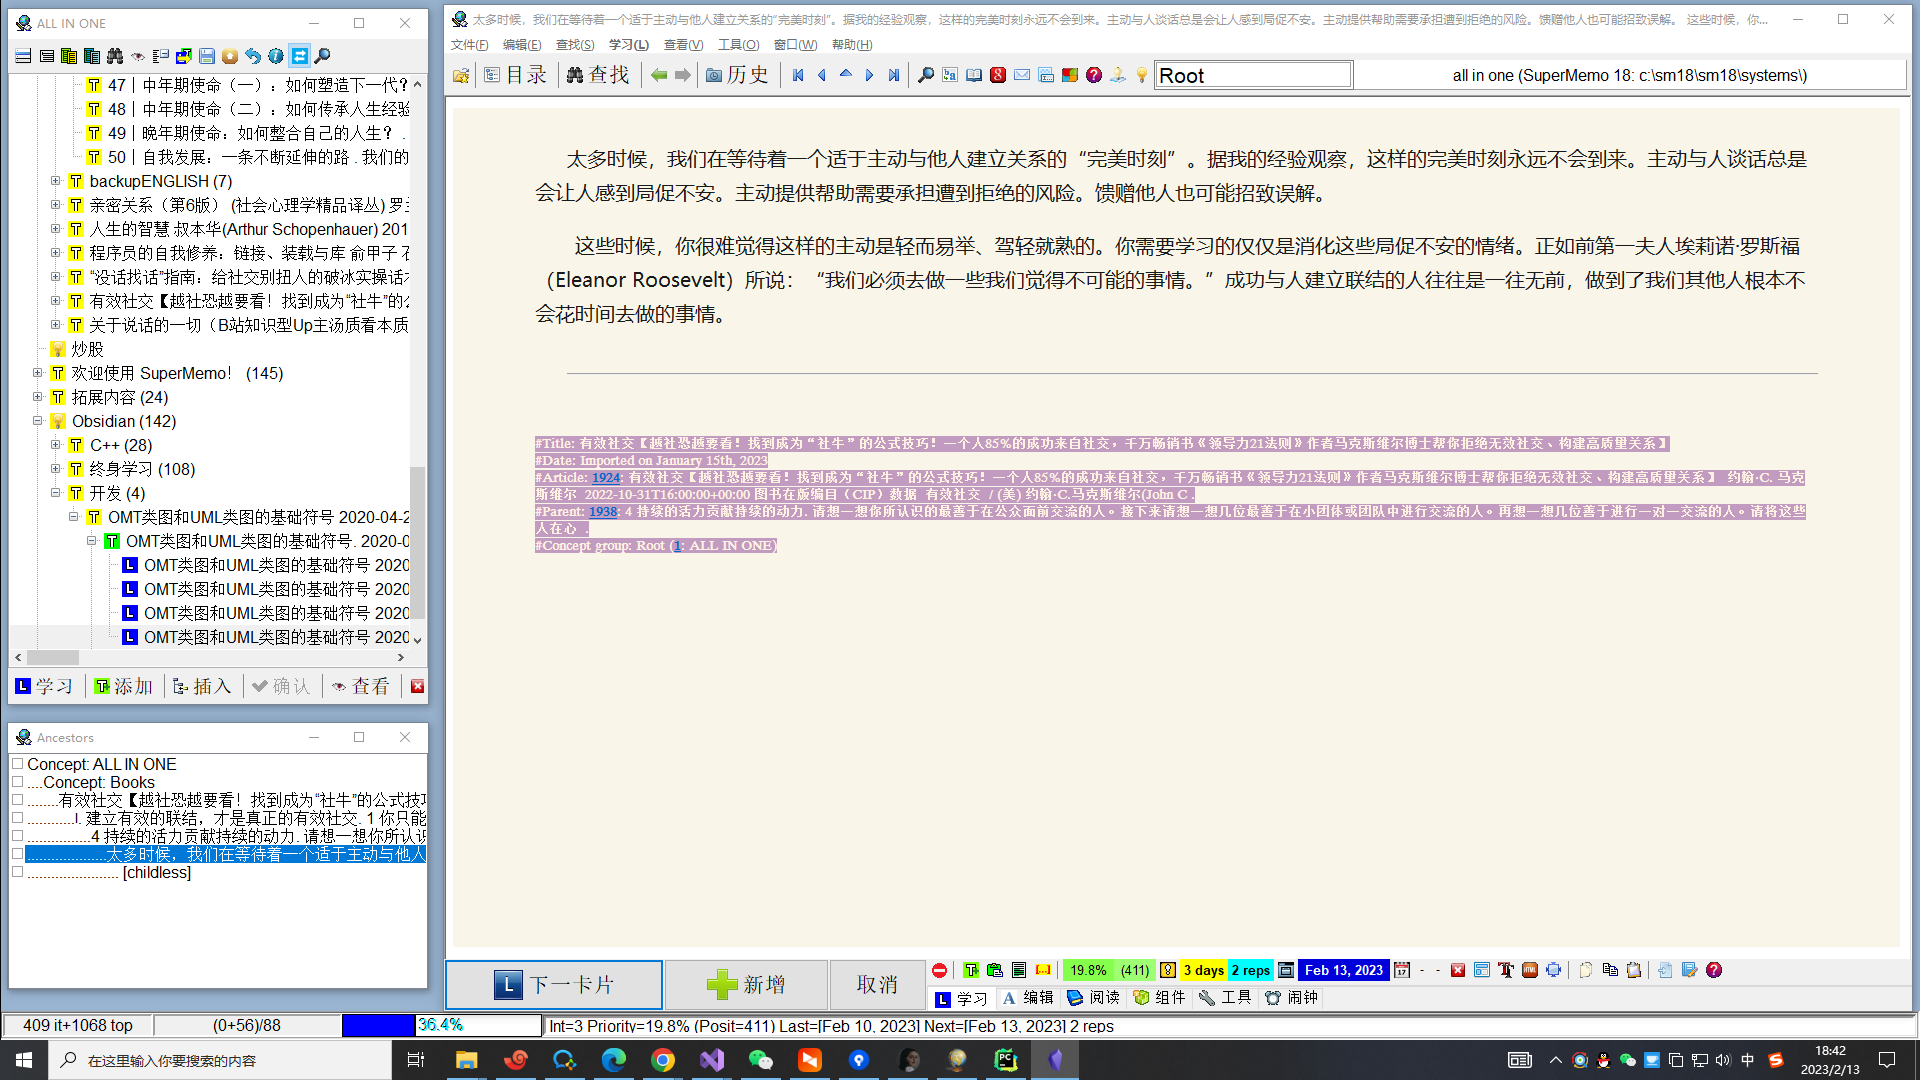 ALL IN ONE
47 | 中年期使命（一）：如何塑造下一代？
48 | 中年期使命（二）：如何传承人生经验
49 | 晚年期使命：如何整合自己的人生？ .
50 | 自我发展：一条不断延伸的路 . 我们的
backupENGLISH (7)
亲密关系（第6版） (社会心理学精品译丛) 罗
人生的智慧 叔本华(Arthur Schopenhauer) 201
程序员的自我修养：链接、装载与库 俞甲子 石
“没话找话”指南：给社交别扭人的破冰实操话
有效社交【越社恐越要看！找到成为“社牛”的公
关于说话的一切（B站知识型Up主汤质看本质
炒股
欢迎使用 SuperMemo！ (145)
拓展内容 (24)
Obsidian (142)
C++ (28)
终身学习 (108)
开发 (4)
OMT类图和UML类图的基础符号 2020-04-2
OMT类图和UML类图的基础符号. 2020-0
OMT类图和UML类图的基础符号 2020
OMT类图和UML类图的基础符号 2020
OMT类图和UML类图的基础符号 2020
OMT类图和UML类图的基础符号 2020
学习 添加 插入 确认 查看
Ancestors
Concept: ALL IN ONE
....Concept: Books
........有效社交【越社恐越要看！找到成为“社牛”的公式技巧
............I. 建立有效的联结，才是真正的有效社交. 1 你只能
................4 持续的活力贡献持续的动力. 请想一想你所认识
....................太多时候，我们在等待着一个适于主动与他人
....................... [childless]
太多时候，我们在等待着一个适于主动与他人建立关系的“完美时刻”。据我的经验观察，这样的完美时刻永远不会到来。主动与人谈话总是会让人感到局促不安。主动提供帮助需要承担遭到拒绝的风险。馈赠他人也可能招致误解。 这些时候，你...
文件(F) 编辑(E) 查找(S) 学习(L) 查看(V) 工具(O) 窗口(W) 帮助(H)
目录 查找 历史 Root all in one (SuperMemo 18: c:\sm18\sm18\systems\)
太多时候，我们在等待着一个适于主动与他人建立关系的“完美时刻”。据我的经验观察，这样的完美时刻永远不会到来。主动与人谈话总是
会让人感到局促不安。主动提供帮助需要承担遭到拒绝的风险。馈赠他人也可能招致误解。
这些时候，你很难觉得这样的主动是轻而易举、驾轻就熟的。你需要学习的仅仅是消化这些局促不安的情绪。正如前第一夫人埃莉诺·罗斯福
（Eleanor Roosevelt）所说：“我们必须去做一些我们觉得不可能的事情。”成功与人建立联结的人往往是一往无前，做到了我们其他人根本不
会花时间去做的事情。
#Title: 有效社交【越社恐越要看！找到成为“社牛”的公式技巧！一个人85%的成功来自社交，千万畅销书《领导力21法则》作者马克斯维尔博士帮你拒绝无效社交、构建高质量关系】
#Date: Imported on January 15th, 2023
#Article: 1924: 有效社交【越社恐越要看！找到成为“社牛”的公式技巧！一个人85%的成功来自社交，千万畅销书《领导力21法则》作者马克斯维尔博士帮你拒绝无效社交、构建高质量关系】 约翰·C. 马克
斯维尔 2022-10-31T16:00:00+00:00 图书在版编目（CIP）数据 有效社交 / (美) 约翰·C.马克斯维尔(John C .
#Parent: 1938: 4 持续的活力贡献持续的动力. 请想一想你所认识的最善于在公众面前交流的人。接下来请想一想几位最善于在小团体或团队中进行交流的人。再想一想几位善于进行一对一交流的人。请将这些
人在心 .
#Concept group: Root (1: ALL IN ONE)
下一卡片 新增 取消
19.8% (411) 3 days 2 reps Feb 13, 2023 - -
学习 编辑 阅读 组件 工具 闹钟
409 it+1068 top (0+56)/88 36.4% Int=3 Priority=19.8% (Posit=411) Last=[Feb 10, 2023] Next=[Feb 13, 2023] 2 reps
在这里输入你要搜索的内容
中
18:42
2023/2/13